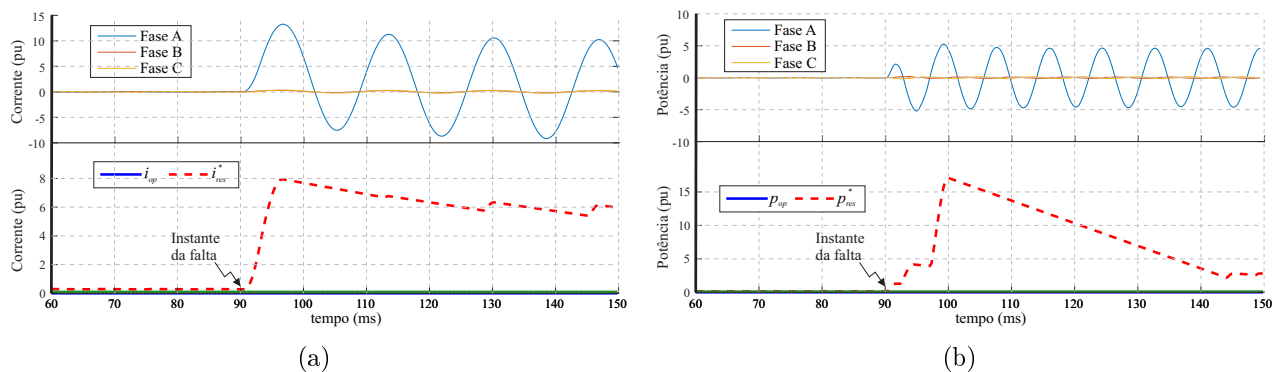 15
10
5
0
-5
-10
Corrente (pu)
Fase A
Fase B
Fase C
8
6
4
2
0
Corrente (pu)
i_op
i*_res
Instante
da falta
60 70 80 90 100 110 120 130 140 150
tempo (ms)
(a)
10
5
0
-5
-10
Potência (pu)
Fase A
Fase B
Fase C
15
10
5
0
Potência (pu)
p_op
p*_res
Instante
da falta
60 70 80 90 100 110 120 130 140 150
tempo (ms)
(b)